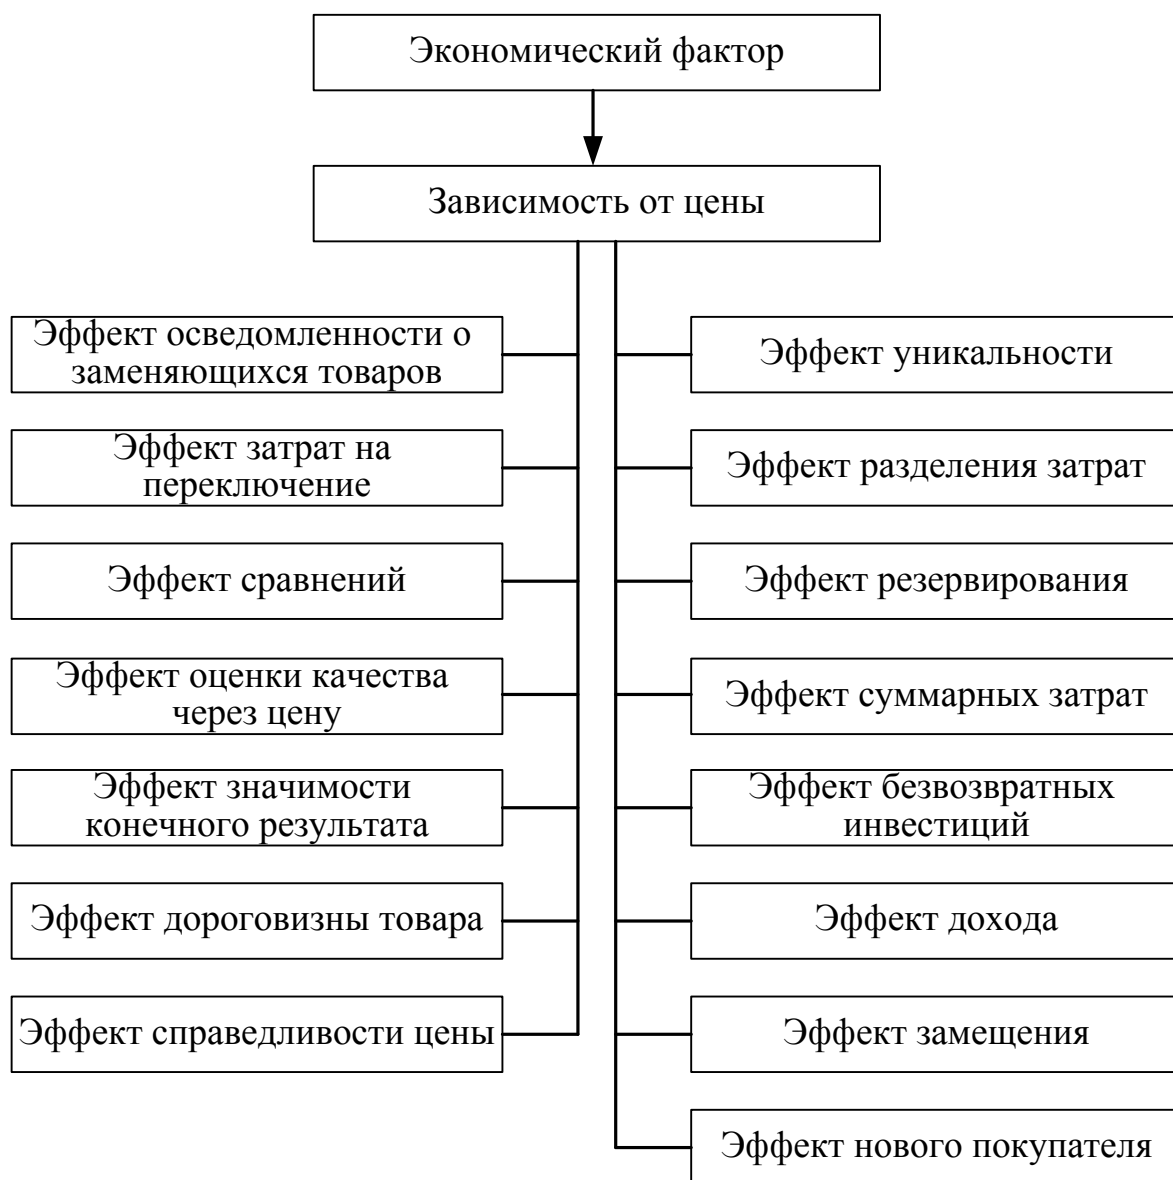 Экономический фактор
Зависимость от цены
Эффект осведомленности о
заменяющихся товаров
Эффект уникальности
Эффект затрат на
переключение
Эффект разделения затрат
Эффект сравнений
Эффект резервирования
Эффект оценки качества
через цену
Эффект суммарных затрат
Эффект значимости
конечного результата
Эффект безвозвратных
инвестиций
Эффект дороговизны товара
Эффект дохода
Эффект справедливости цены
Эффект замещения
Эффект нового покупателя